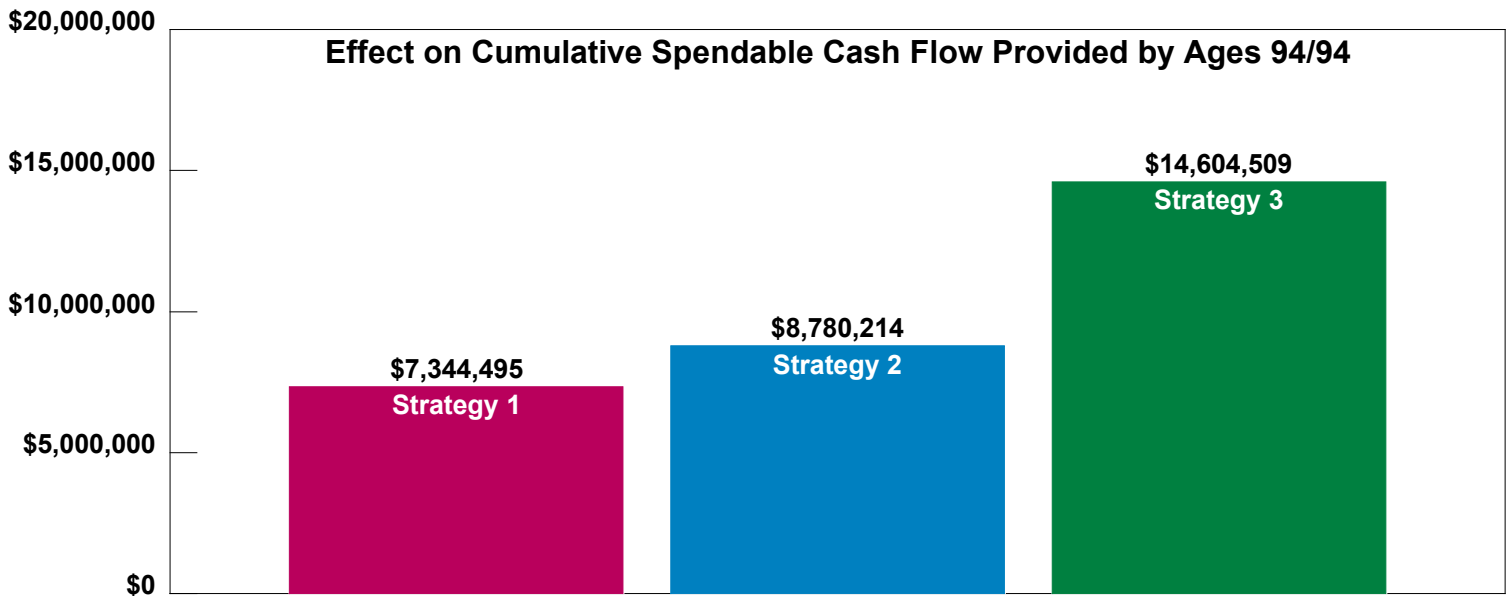 $20,000,000
Effect on Cumulative Spendable Cash Flow Provided by Ages 94/94
$15,000,000
$14,604,509
Strategy 3
$10,000,000
$8,780,214
Strategy 2
$7,344,495
Strategy 1
$5,000,000
$0